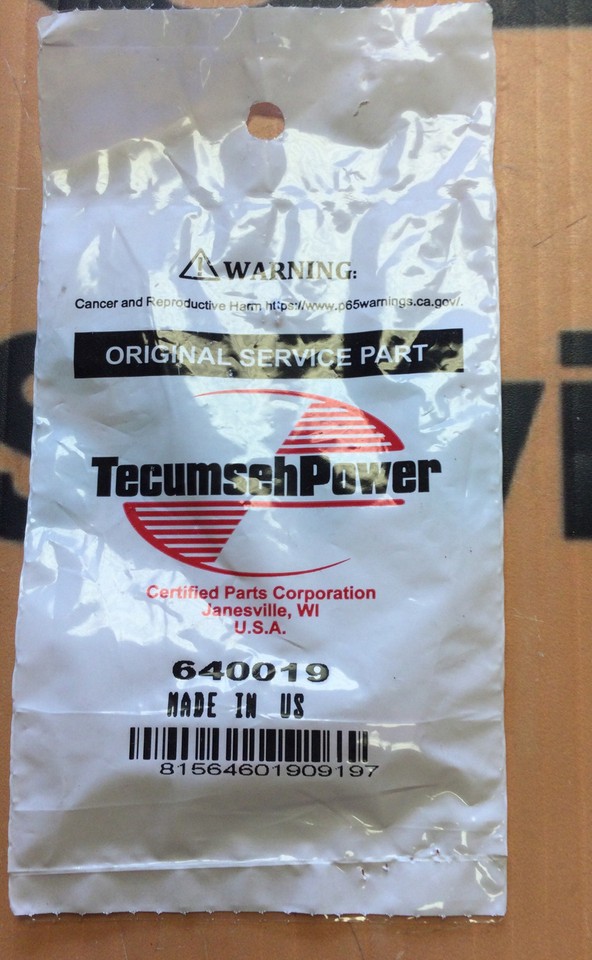 WARNING:
Cancer and Reproductive Harm https://www.p65warnings.ca.gov/.
ORIGINAL SERVICE PART
TecumsehPower
Certified Parts Corporation
Janesville, WI
U.S.A.
640019
MADE IN US
81564601909197